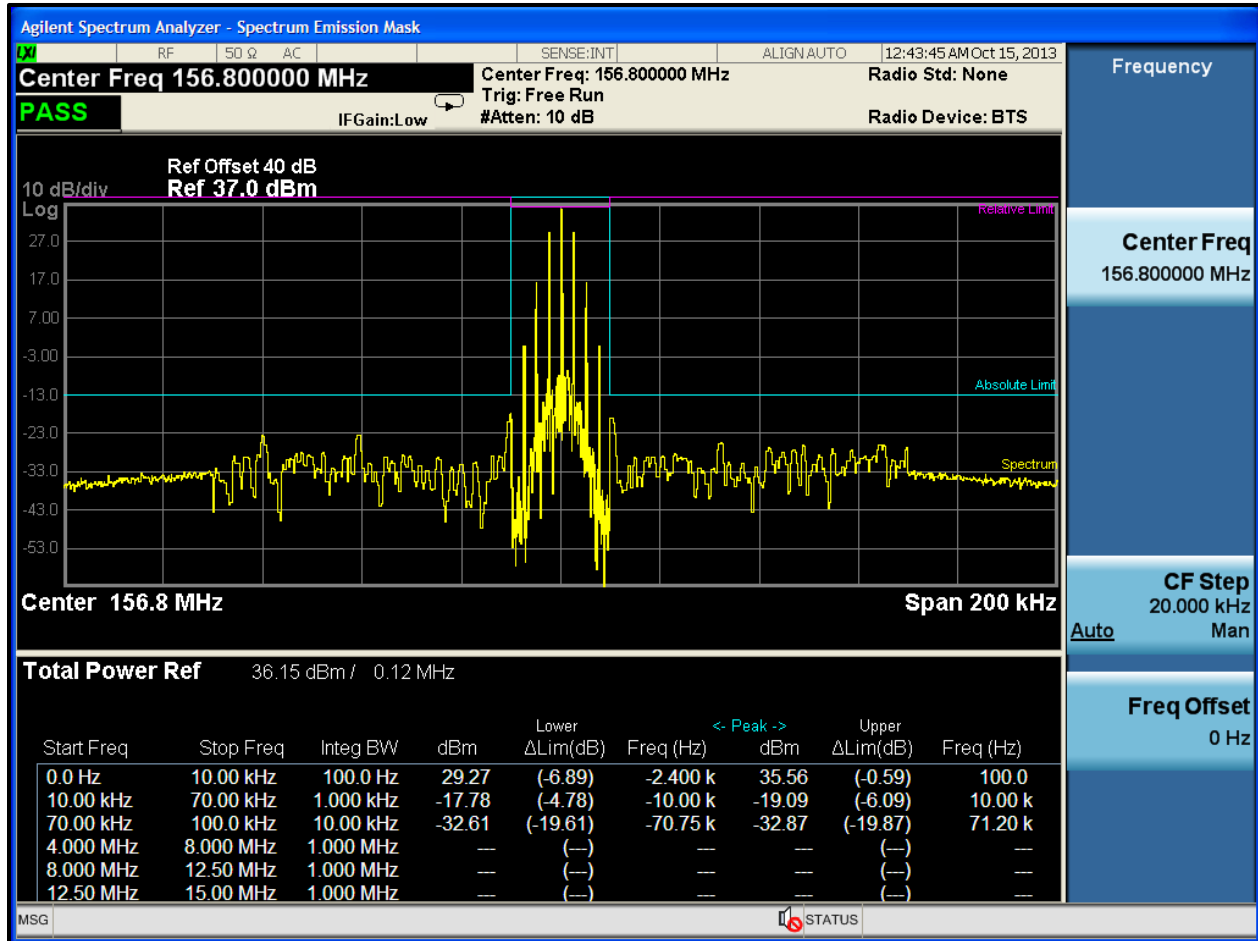 Agilent Spectrum Analyzer - Spectrum Emission Mask
LXI RF 50 Ω AC SENSE:INT ALIGN AUTO 12:43:45 AM Oct 15, 2013
Center Freq 156.800000 MHz
Center Freq: 156.800000 MHz
Radio Std: None
Trig: Free Run
PASS
IFGain:Low
#Atten: 10 dB
Radio Device: BTS
Ref Offset 40 dB
10 dB/div Ref 37.0 dBm
Log
Relative Limit
27.0
17.0
7.00
-3.00
Absolute Limit
-13.0
-23.0
Spectrum
-33.0
-43.0
-53.0
Center 156.8 MHz Span 200 kHz
Total Power Ref 36.15 dBm / 0.12 MHz
Lower <- Peak -> Upper
Start Freq Stop Freq Integ BW dBm ΔLim(dB) Freq (Hz) dBm ΔLim(dB) Freq (Hz)
0.0 Hz 10.00 kHz 100.0 Hz 29.27 (-6.89) -2.400 k 35.56 (-0.59) 100.0
10.00 kHz 70.00 kHz 1.000 kHz -17.78 (-4.78) -10.00 k -19.09 (-6.09) 10.00 k
70.00 kHz 100.0 kHz 10.00 kHz -32.61 (-19.61) -70.75 k -32.87 (-19.87) 71.20 k
4.000 MHz 8.000 MHz 1.000 MHz --- (---) --- --- (---) ---
8.000 MHz 12.50 MHz 1.000 MHz --- (---) --- --- (---) ---
12.50 MHz 15.00 MHz 1.000 MHz --- (---) --- --- (---) ---
MSG STATUS
Frequency
Center Freq
156.800000 MHz
CF Step
20.000 kHz
Auto Man
Freq Offset
0 Hz